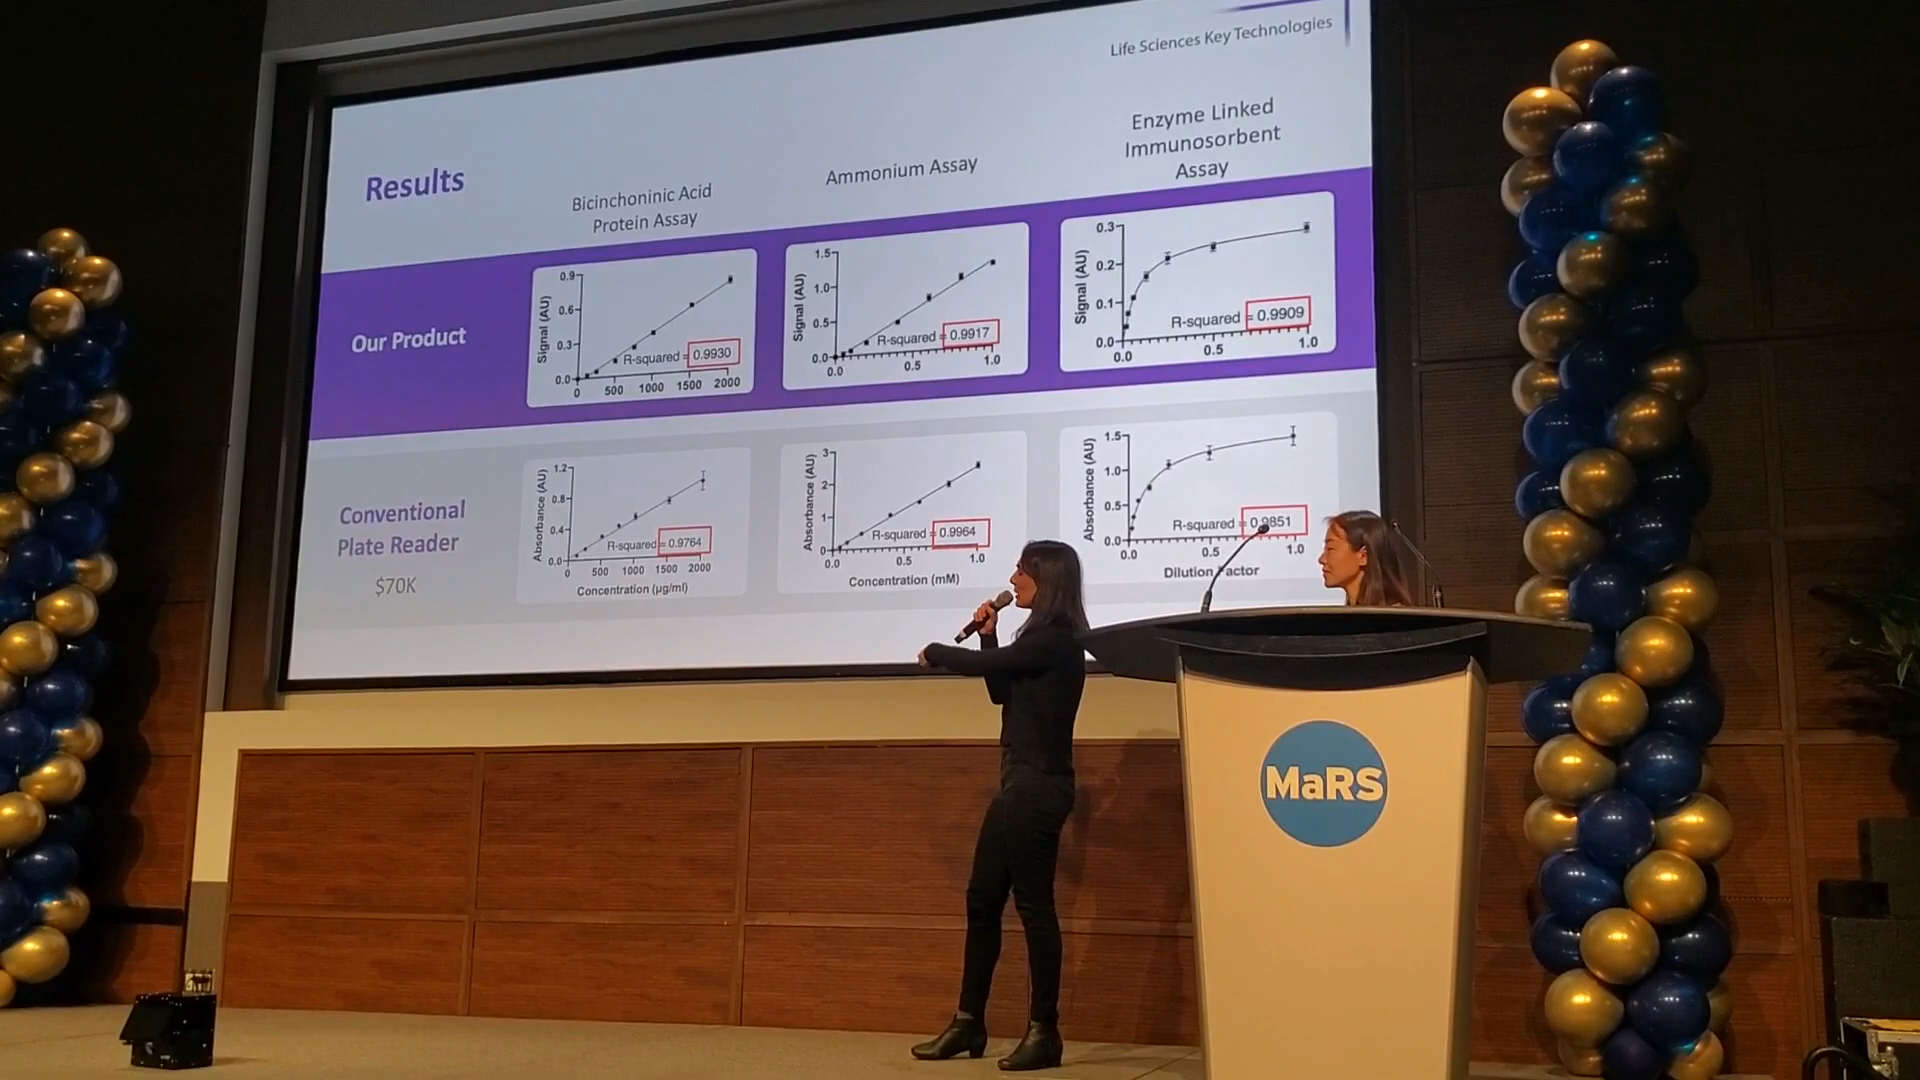 Life Sciences Key Technologies
Results
Bicinchoninic Acid
Protein Assay
Ammonium Assay
Enzyme Linked
Immunosorbent
Assay
Our Product
Signal (AU)
0.9
0.6
0.3
0.0
0 500 1000 1500 2000
R-squared = 0.9930
Signal (AU)
1.5
1.0
0.5
0.0
0.0 0.5 1.0
R-squared = 0.9917
Signal (AU)
0.3
0.2
0.1
0.0
0.0 0.5 1.0
R-squared = 0.9909
Conventional
Plate Reader
$70K
Absorbance (AU)
1.2
0.8
0.4
0.0
0 500 1000 1500 2000
R-squared = 0.9764
Concentration (µg/ml)
Absorbance (AU)
3
2
1
0
0.0 0.5 1.0
R-squared = 0.9964
Concentration (mM)
Absorbance (AU)
1.5
1.0
0.5
0.0
0.0 0.5 1.0
R-squared = 0.9851
Dilution Factor
MaRS